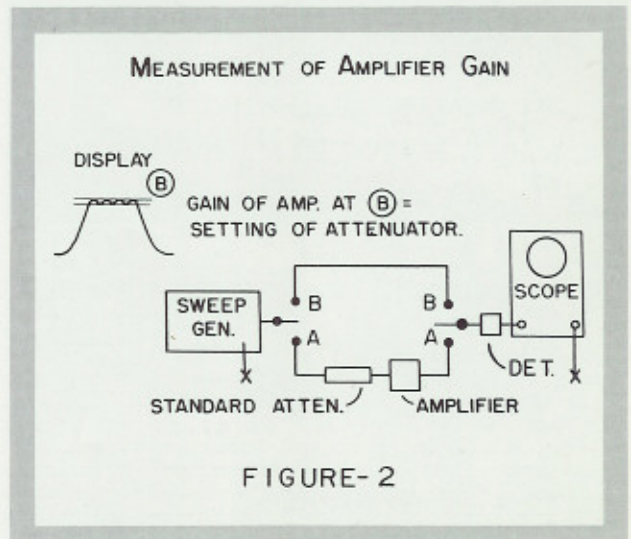 MEASUREMENT OF AMPLIFIER GAIN
DISPLAY
B
GAIN OF AMP. AT B =
SETTING OF ATTENUATOR.
SWEEP
GEN.
B
A
B
A
SCOPE
DET.
X
X
STANDARD ATTEN.
AMPLIFIER
FIGURE-2